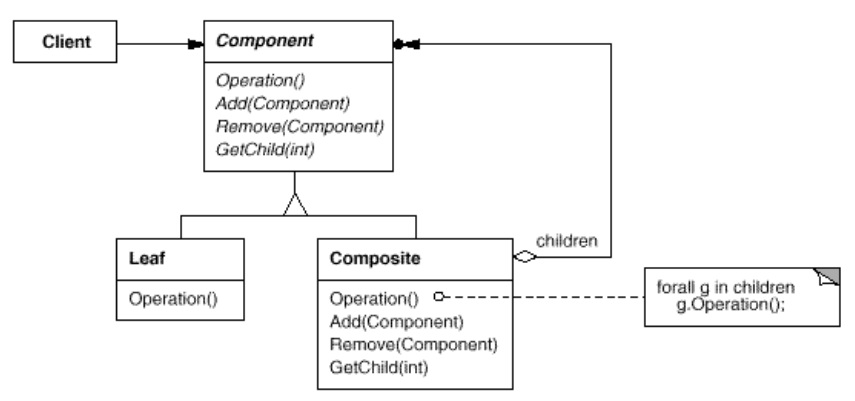 Client
Component
Operation()
Add(Component)
Remove(Component)
GetChild(int)
children
Leaf
Operation()
Composite
Operation()
Add(Component)
Remove(Component)
GetChild(int)
forall g in children
g.Operation();